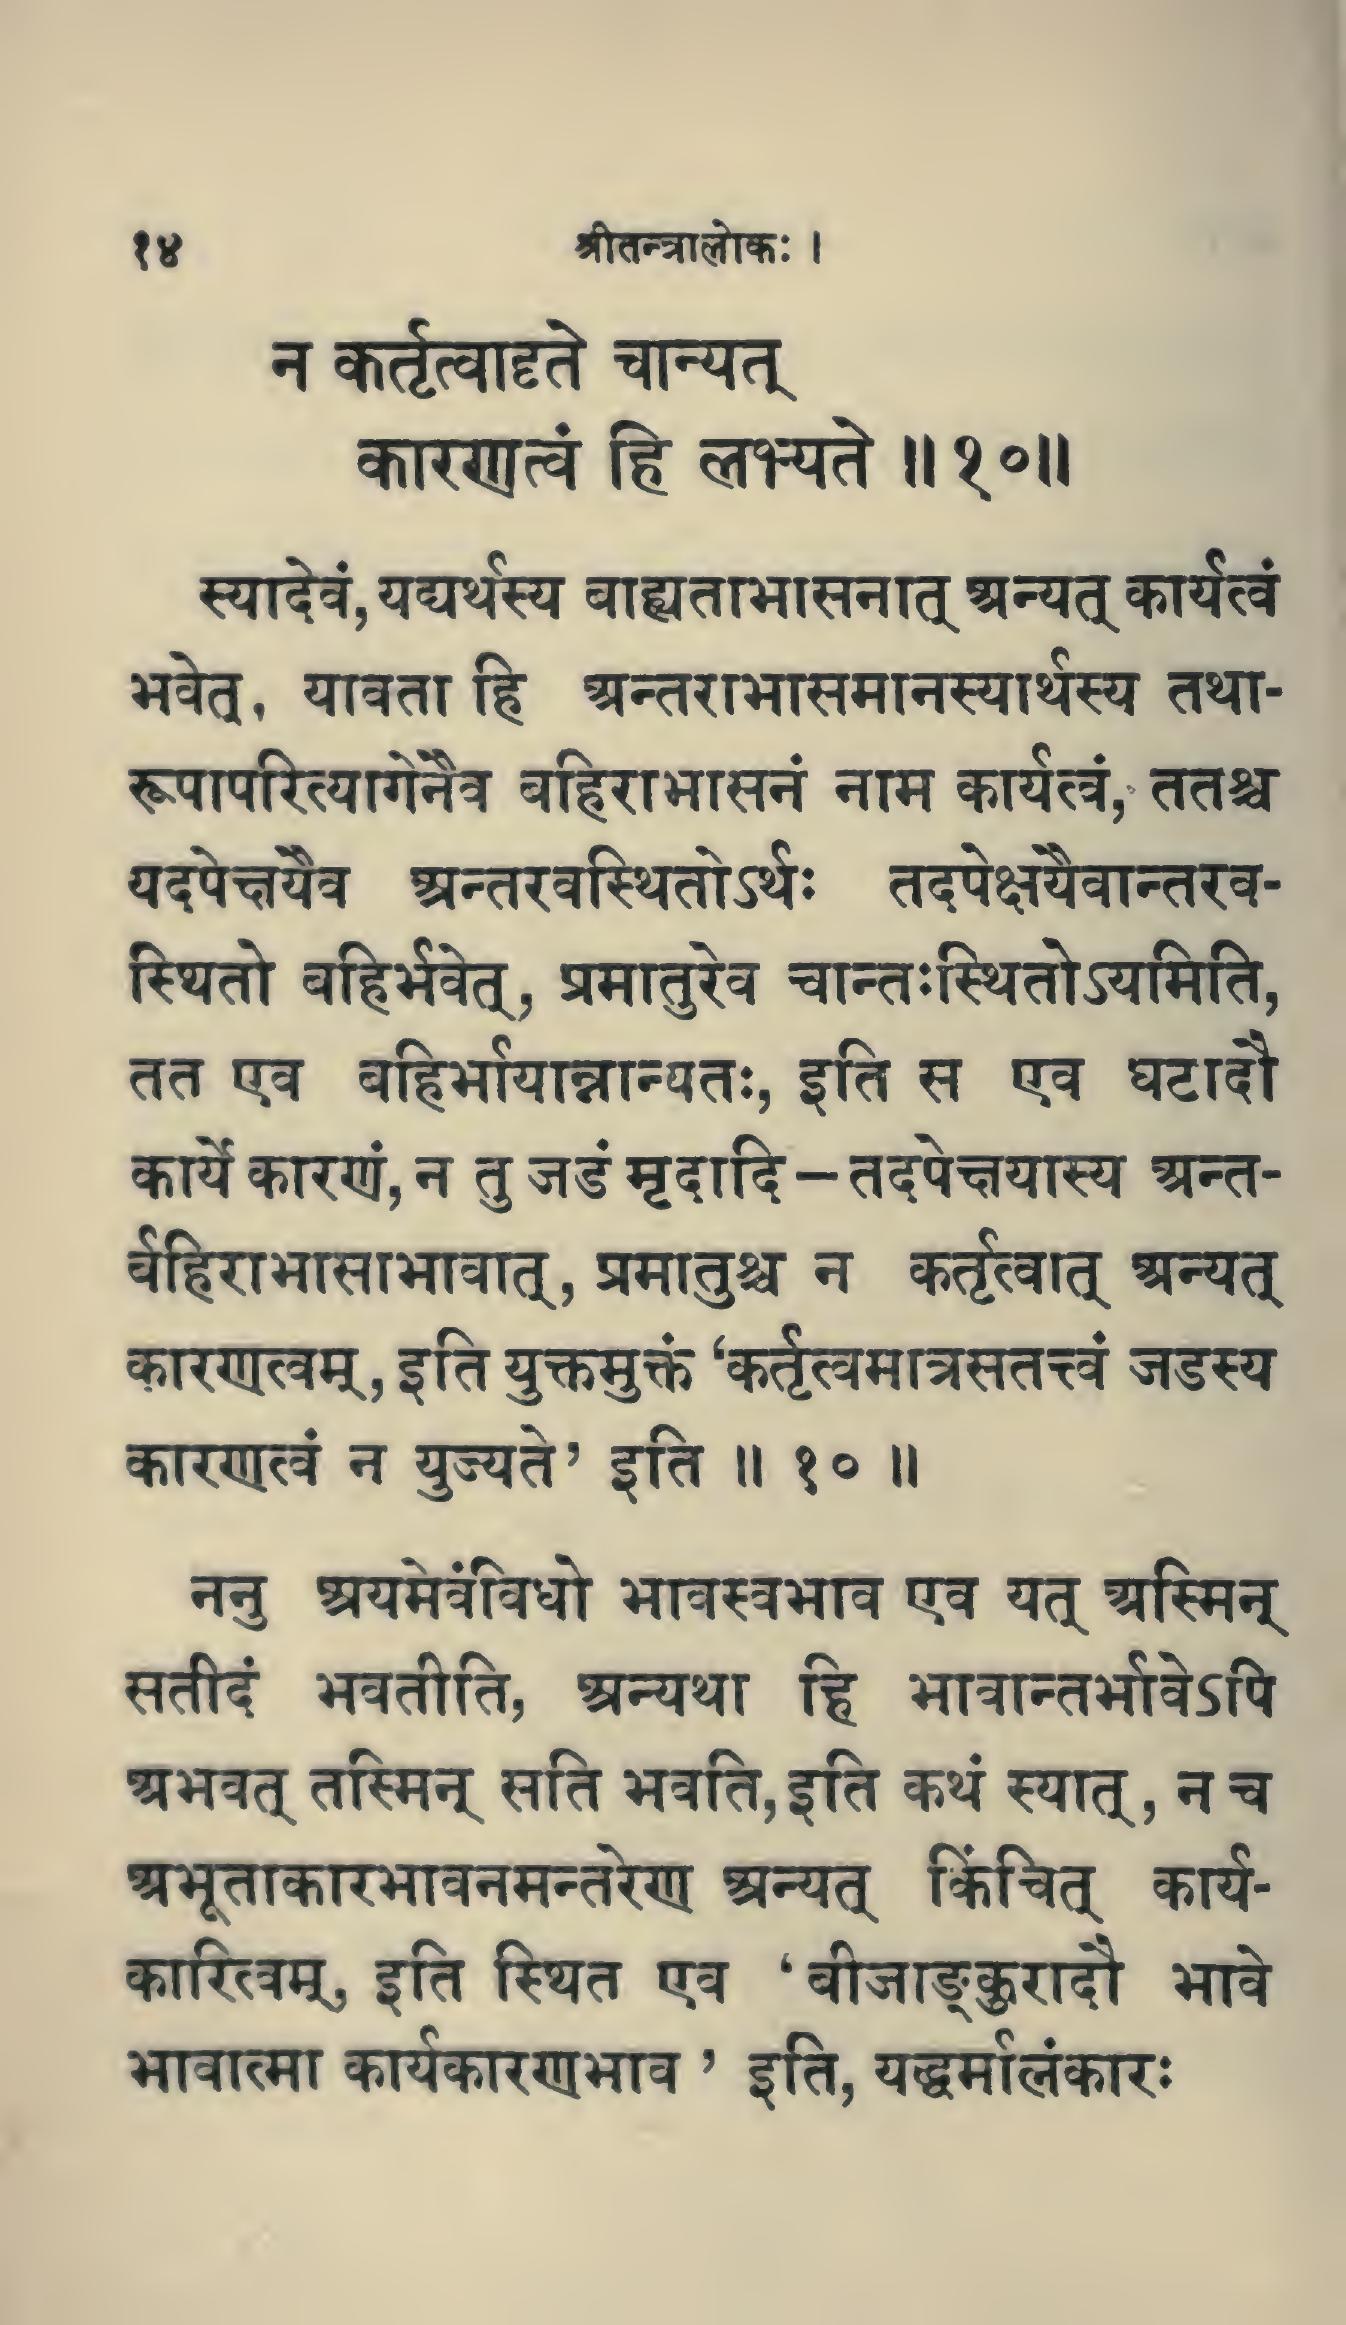 १४
श्रीतन्त्रालोकः ।
न कर्तृत्वादृते चान्यत्
कारणत्वं हि लभ्यते ॥१०॥
स्यादेवं, यद्यर्थस्य बाह्यताभासनात् अन्यत् कार्यत्वं
भवेत्, यावता हि अन्तराभासमानस्यार्थस्य तथा-
रूपापरित्यागेनैव बहिराभासनं नाम कार्यत्वं, ततश्च
यदपेक्षयैव अन्तरवस्थितोऽर्थः तदपेक्षयैवान्तरव-
स्थितो बहिर्भवेत्, प्रमातुरेव चान्तःस्थितोऽयमिति,
तत एव बहिर्भायान्नान्यतः, इति स एव घटादौ
कार्ये कारणं, न तु जडं मृदादि – तदपेक्षयास्य अन्त-
र्बहिराभासाभावात्, प्रमातुश्च न कर्तृत्वात् अन्यत्
कारणत्वम्, इति युक्तमुक्तं ‘कर्तृत्वमात्रसतत्त्वं जडस्य
कारणत्वं न युज्यते’ इति ॥ १० ॥
ननु अयमेवंविधो भावस्वभाव एव यत् अस्मिन्
सतीदं भवतीति, अन्यथा हि भावान्तर्भावेऽपि
अभवत् तस्मिन् सति भवति, इति कथं स्यात्, न च
अभूताकारभावनमन्तरेण अन्यत् किंचित् कार्य-
कारित्वम्, इति स्थित एव ‘बीजाङ्कुरादौ भावे
भावात्मा कार्यकारणभाव’ इति, यद्धर्मालंकारः